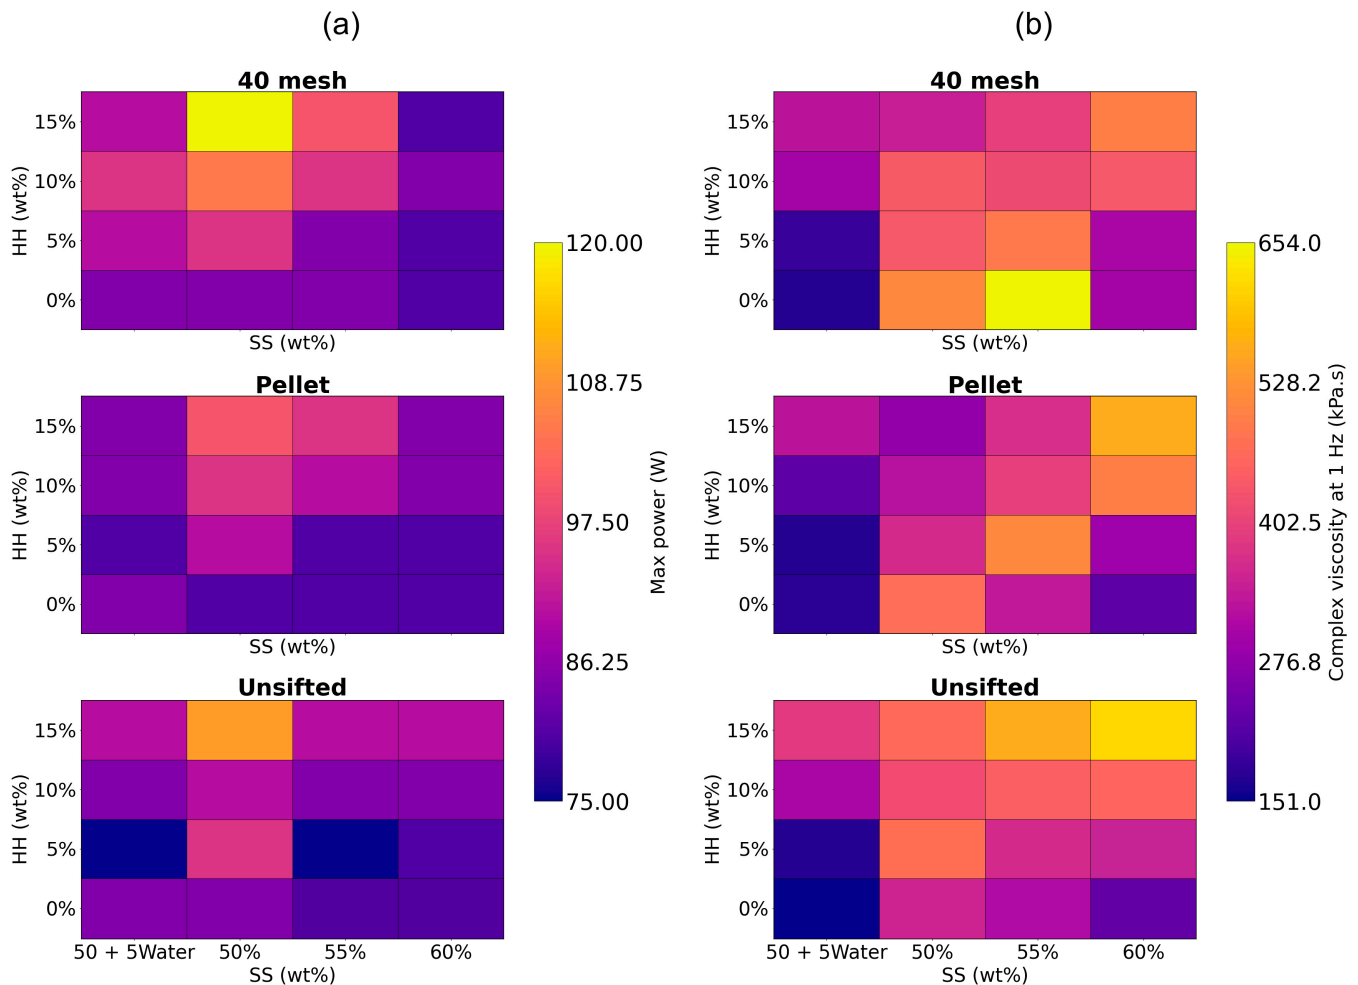 (a)
40 mesh
HH (wt%)
15%
10%
5%
0%
SS (wt%)
Pellet
HH (wt%)
15%
10%
5%
0%
SS (wt%)
Unsifted
HH (wt%)
15%
10%
5%
0%
50 + 5Water 50% 55% 60%
SS (wt%)
120.00
108.75
97.50
86.25
75.00
Max power (W)
(b)
40 mesh
HH (wt%)
15%
10%
5%
0%
SS (wt%)
Pellet
HH (wt%)
15%
10%
5%
0%
SS (wt%)
Unsifted
HH (wt%)
15%
10%
5%
0%
50 + 5Water 50% 55% 60%
SS (wt%)
654.0
528.2
402.5
276.8
151.0
Complex viscosity at 1 Hz (kPa.s)